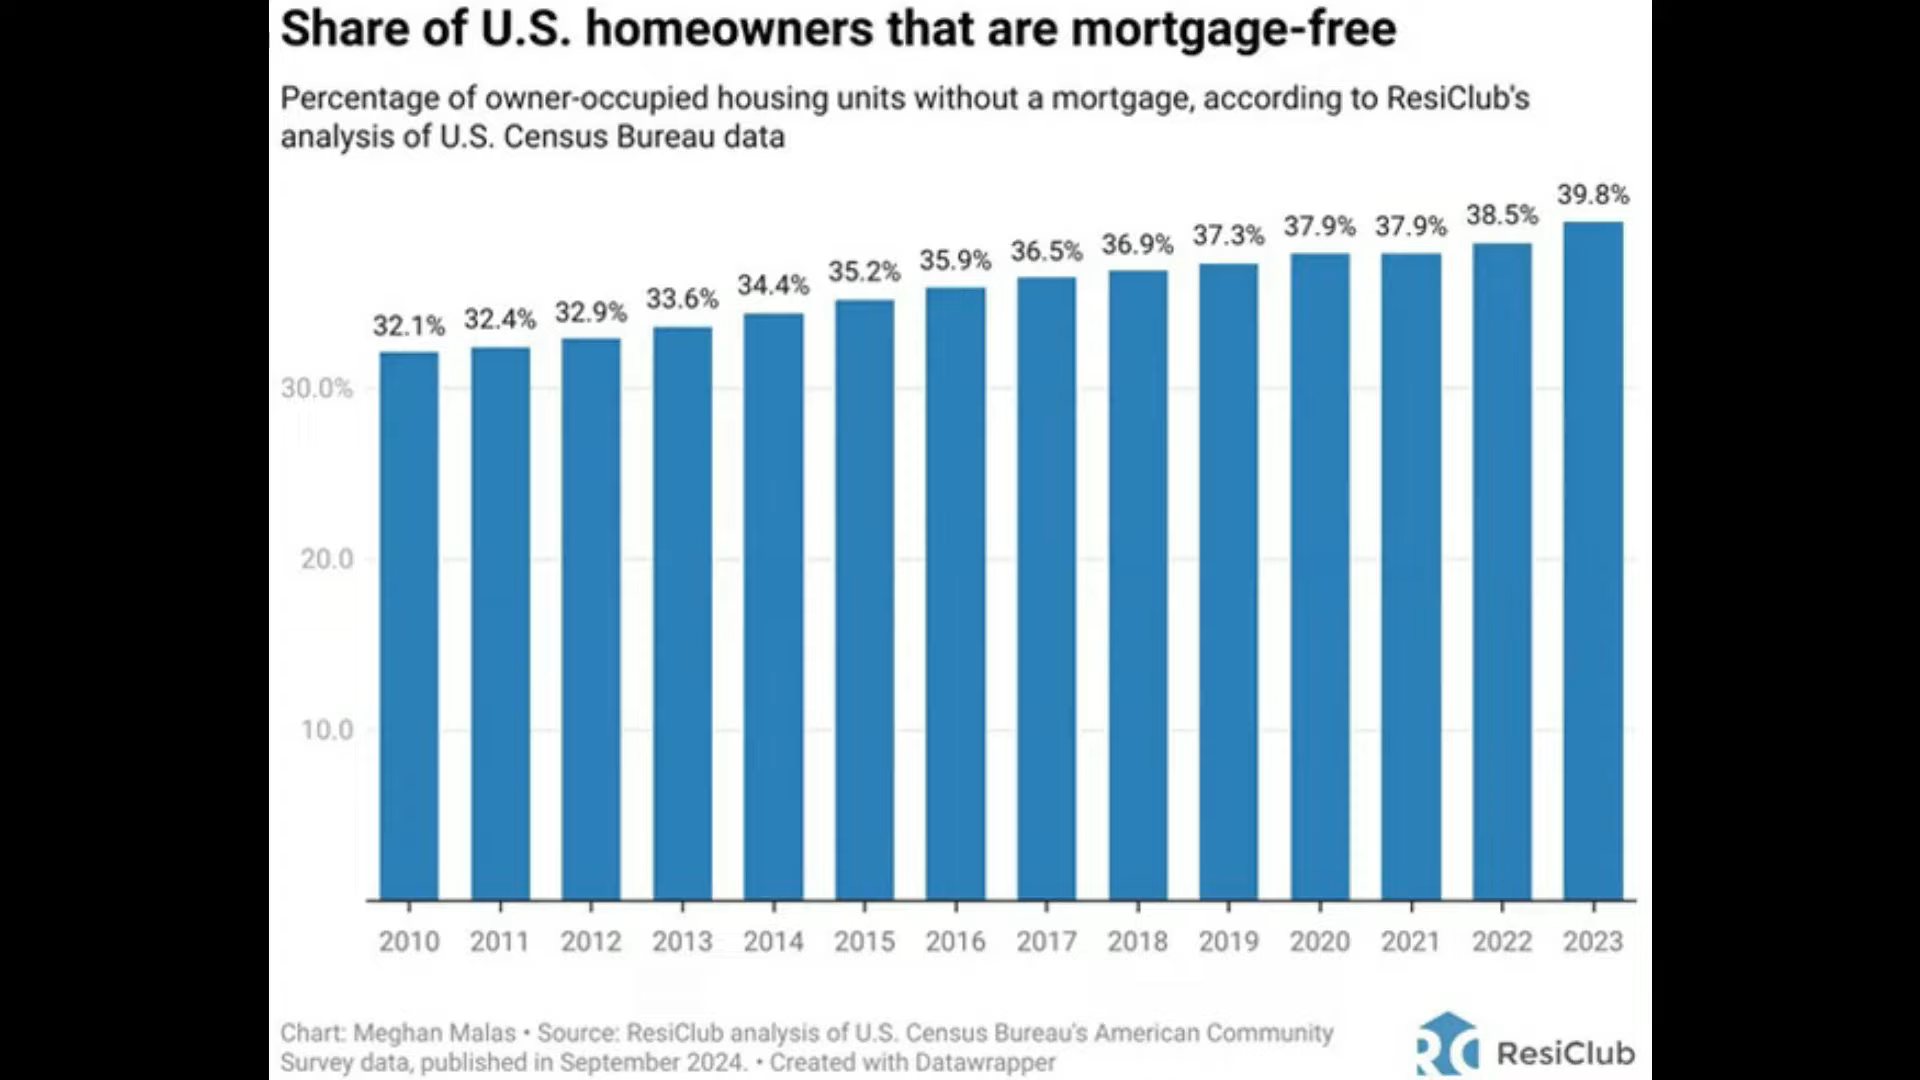 Share of U.S. homeowners that are mortgage-free
Percentage of owner-occupied housing units without a mortgage, according to ResiClub's
analysis of U.S. Census Bureau data
39.8%
38.5%
37.9%
37.9%
37.3%
36.9%
36.5%
35.9%
35.2%
34.4%
33.6%
32.9%
32.4%
32.1%
30.0%
20.0
10.0
2010 2011 2012 2013 2014 2015 2016 2017 2018 2019 2020 2021 2022 2023
Chart: Meghan Malas • Source: ResiClub analysis of U.S. Census Bureau's American Community
Survey data, published in September 2024. • Created with Datawrapper
RC ResiClub